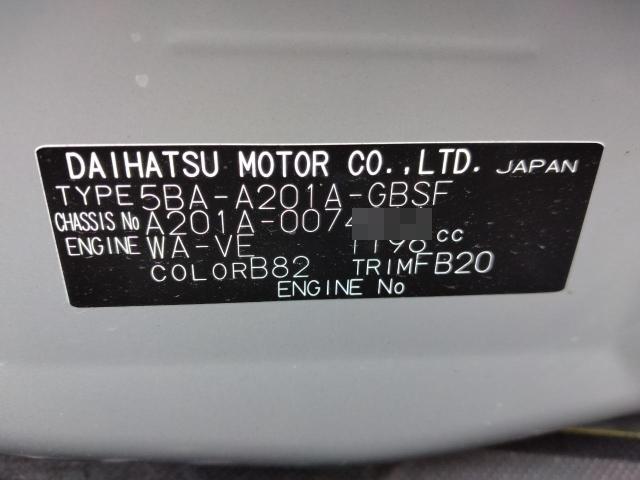 DAIHATSU MOTOR CO.,LTD. JAPAN
TYPE 5BA-A201A-GBSF
CHASSIS No A201A-0074
ENGINE WA-VE 1196 cc
COLOR B82 TRIM FB20
ENGINE No